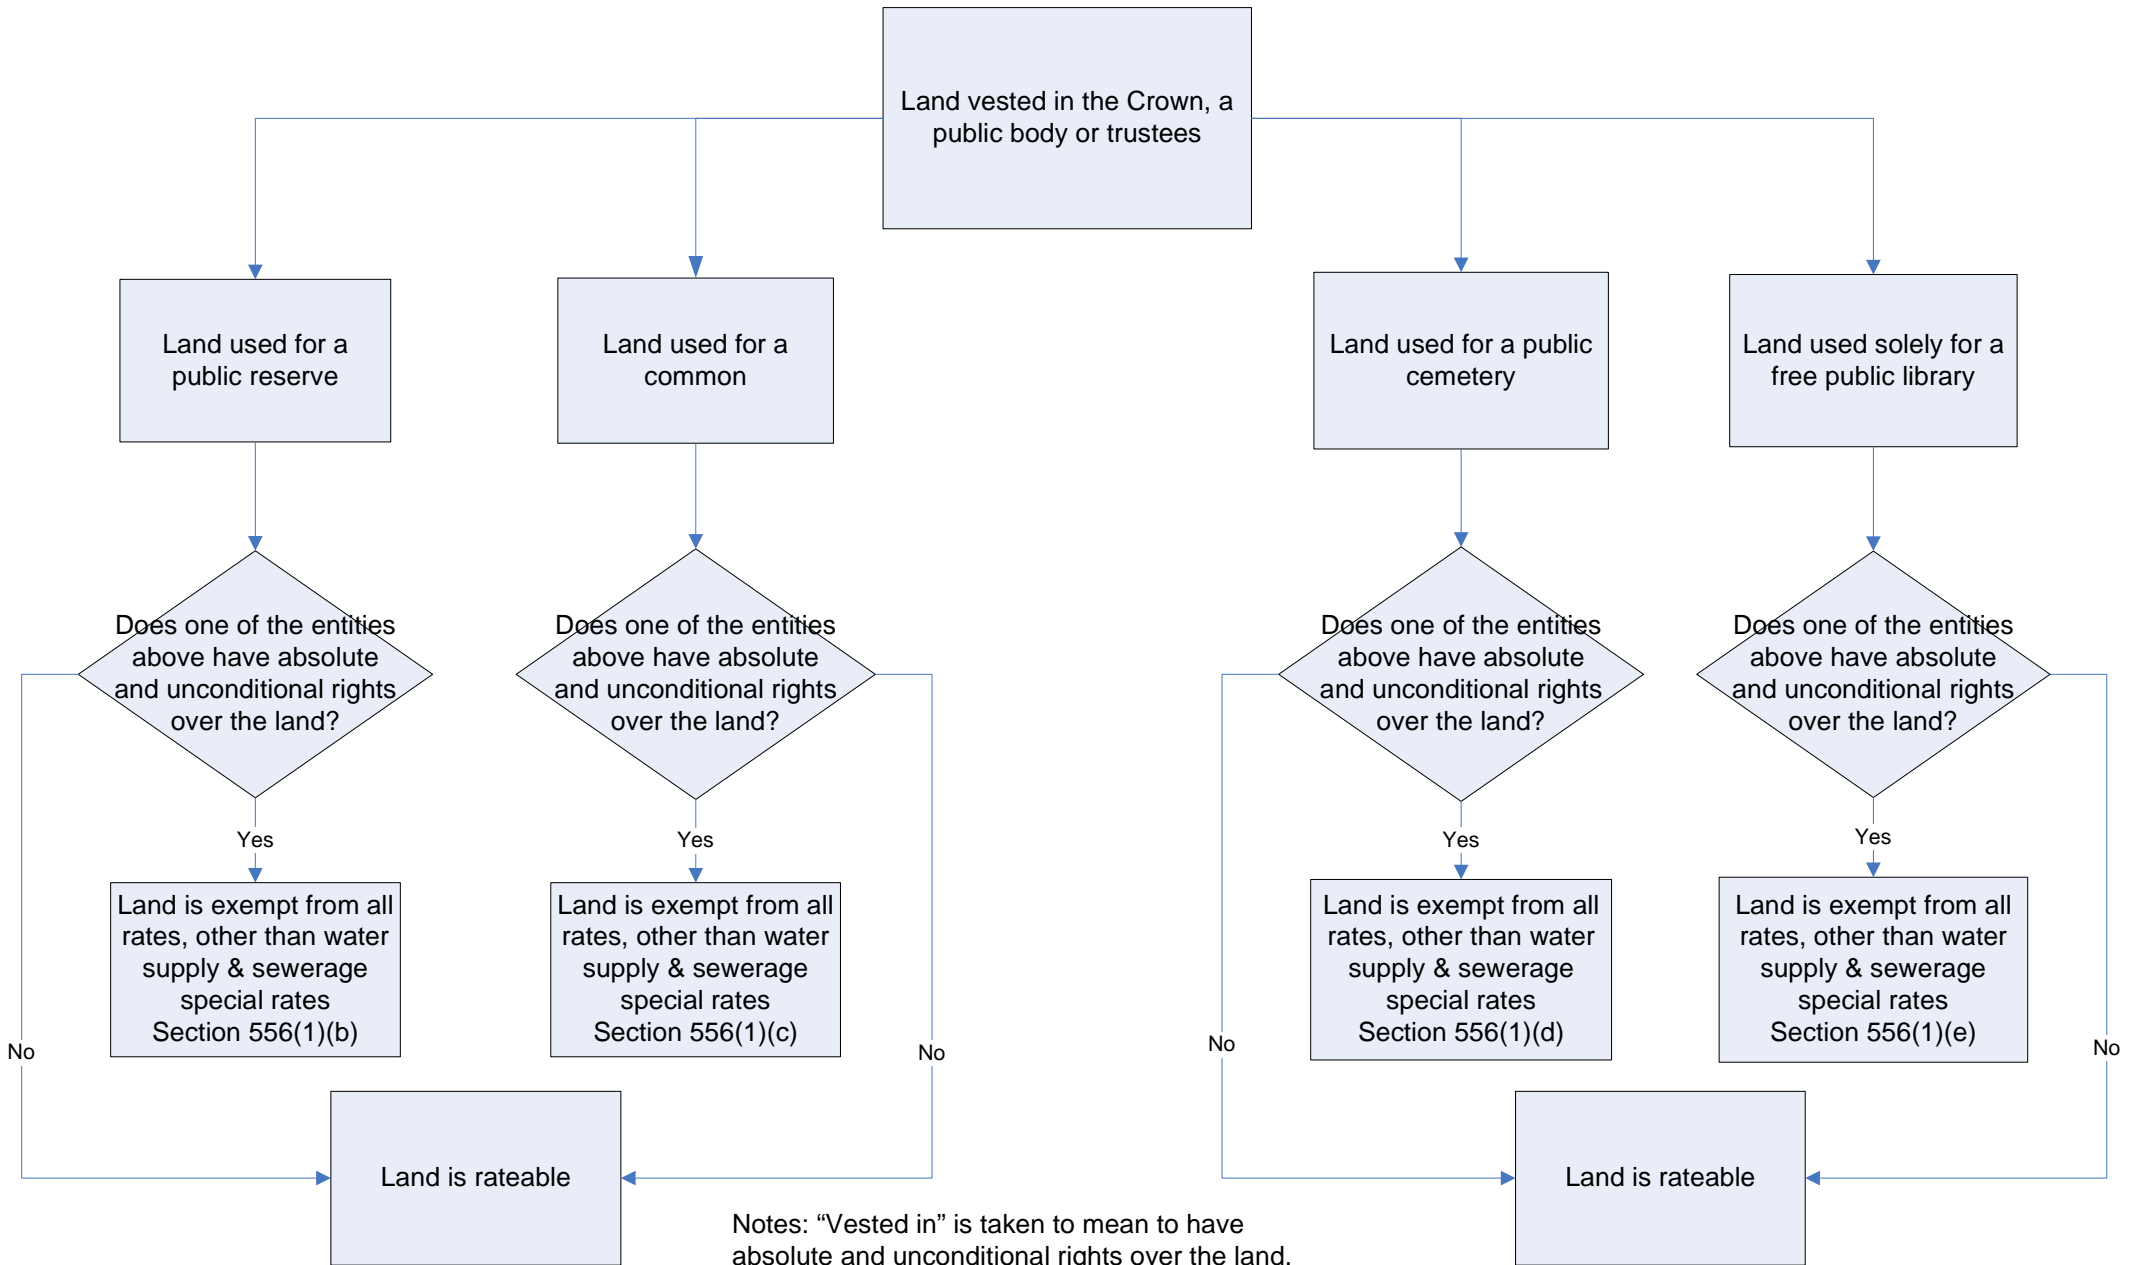 Land vested in the Crown, a
public body or trustees
Land used for a
public reserve
Land used for a
common
Land used for a public
cemetery
Land used solely for a
free public library
Does one of the entities
above have absolute
and unconditional rights
over the land?
Does one of the entities
above have absolute
and unconditional rights
over the land?
Does one of the entities
above have absolute
and unconditional rights
over the land?
Does one of the entities
above have absolute
and unconditional rights
over the land?
Yes
Yes
Yes
Yes
Land is exempt from all
rates, other than water
supply & sewerage
special rates
Section 556(1)(b)
Land is exempt from all
rates, other than water
supply & sewerage
special rates
Section 556(1)(c)
Land is exempt from all
rates, other than water
supply & sewerage
special rates
Section 556(1)(d)
Land is exempt from all
rates, other than water
supply & sewerage
special rates
Section 556(1)(e)
No
No
No
No
Land is rateable
Land is rateable
Notes: “Vested in” is taken to mean to have
absolute and unconditional rights over the land.